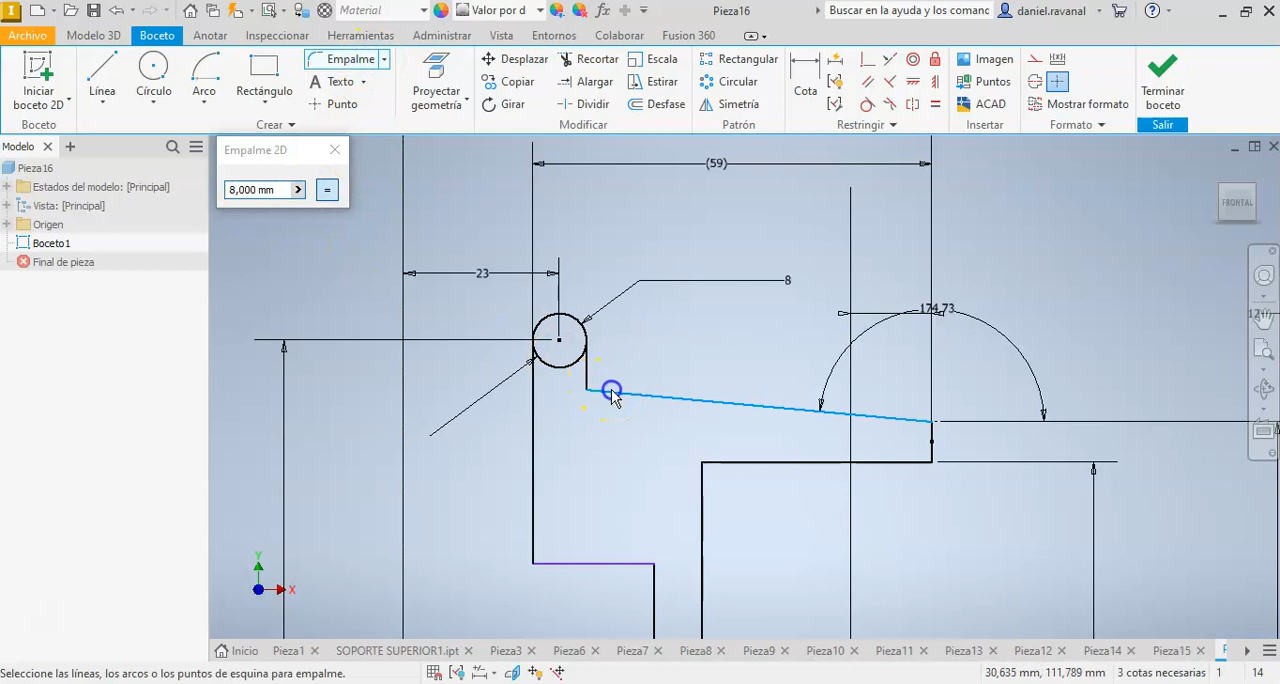 Material
Valor por d
Pieza16
Buscar en la ayuda y los comanc
daniel.ravanal
Archivo Modelo 3D Boceto Anotar Inspeccionar Herramientas Administrar Vista Entornos Colaborar Fusion 360
Iniciar boceto 2D
Línea
Círculo
Arco
Rectángulo
Empalme
Texto
Punto
Proyectar geometría
Desplazar
Copiar
Girar
Recortar
Alargar
Dividir
Escala
Estirar
Desfase
Rectangular
Circular
Simetría
Cota
Imagen
Puntos
ACAD
Mostrar formato
Terminar boceto
Boceto Crear Modificar Patrón Restringir Insertar Formato Salir
Modelo
Pieza16
Estados del modelo: [Principal]
Vista: [Principal]
Origen
Boceto1
Final de pieza
Empalme 2D
8,000 mm
=
(59)
23
8
174,73
FRONTAL
Y
X
Inicio Pieza1 SOPORTE SUPERIOR1.ipt Pieza3 Pieza6 Pieza7 Pieza8 Pieza9 Pieza10 Pieza11 Pieza13 Pieza12 Pieza14 Pieza15
Seleccione las líneas, los arcos o los puntos de esquina para empalme.
30,635 mm, 111,789 mm 3 cotas necesarias 1 14